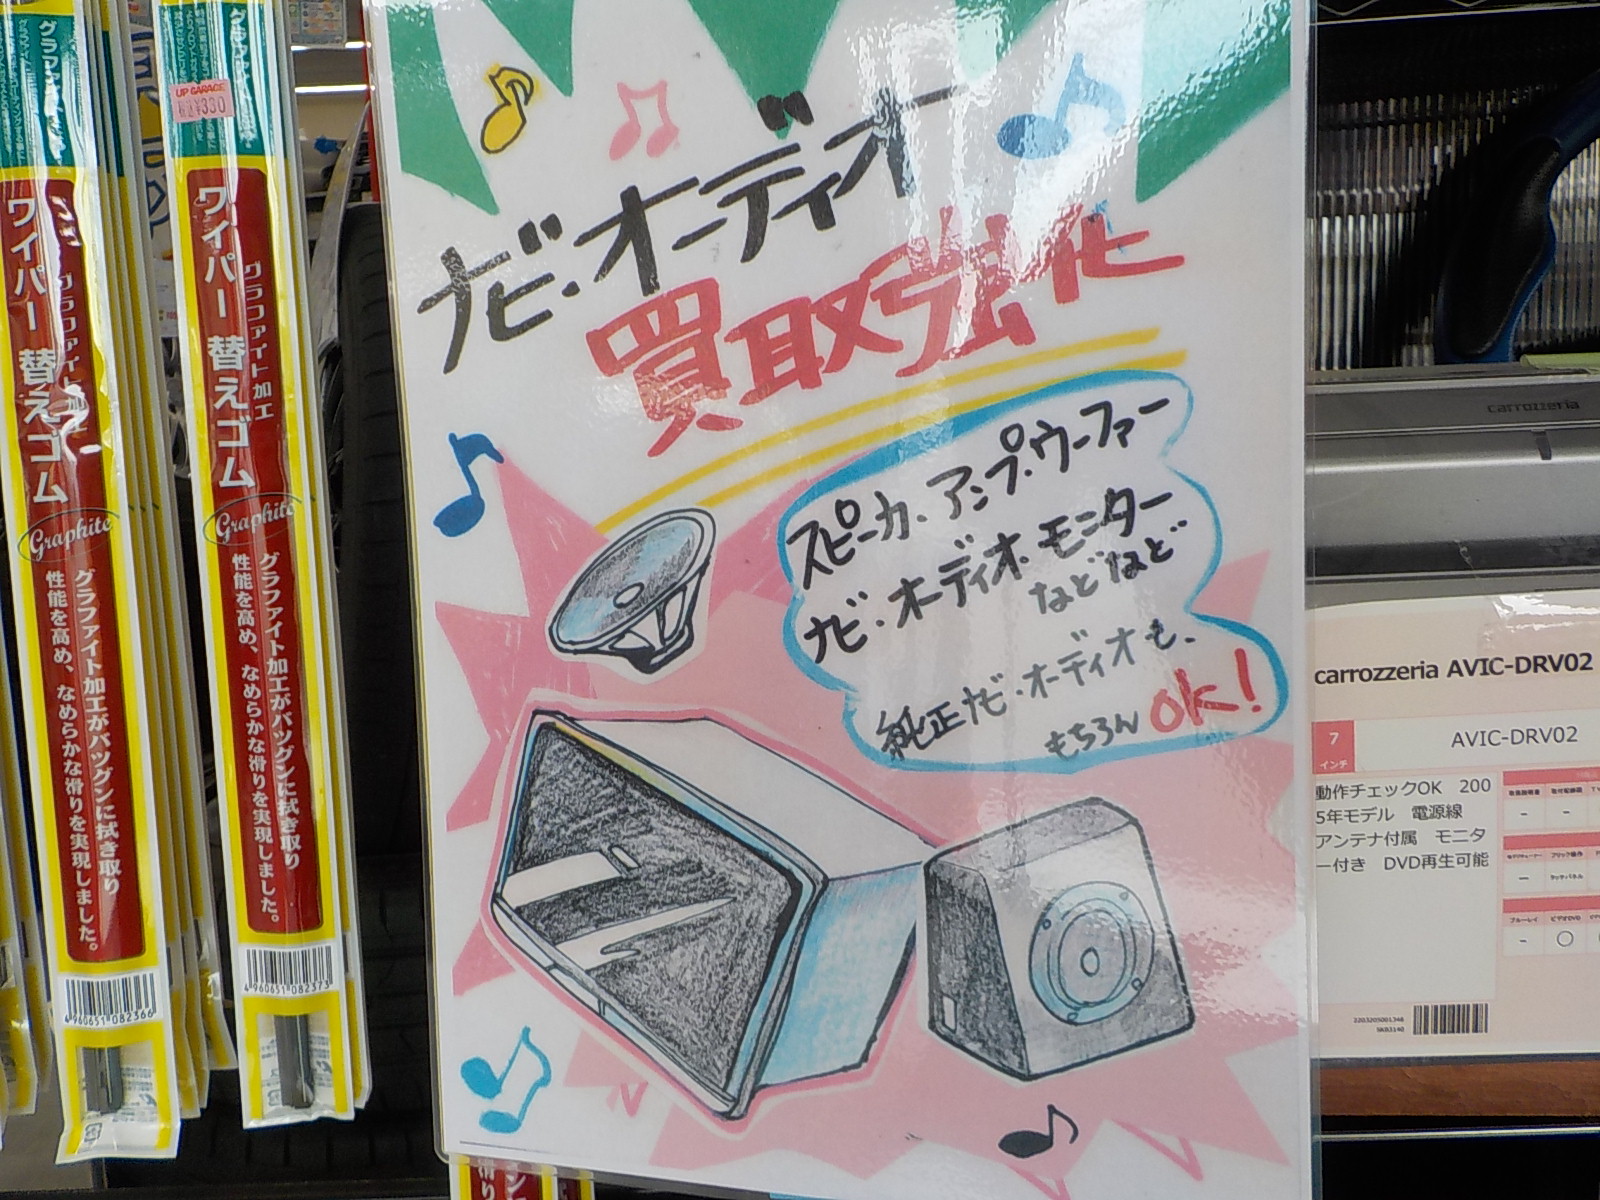 ナビ・オーディオ
買取強化
スピーカ、アンプ・ウーファー
ナビ・オーディオ・モニター
などなど
純正ナビ・オーディオも、
もちろんOK!
UP GARAGE
¥330
グラファイト加工
ワイパー 替えゴム
Graphite
グラファイト加工がバツグンに拭き取り
性能を高め、なめらかな滑りを実現しました。
4 960651 082373
グラファイト加工
ワイパー 替えゴム
Graphite
グラファイト加工がバツグンに拭き取り
性能を高め、なめらかな滑りを実現しました。
4 960651 082366
carrozzeria
carrozzeria AVIC-DRV02
7
インチ
AVIC-DRV02
動作チェックOK 200
5年モデル 電源線
アンテナ付属 モニタ
ー付き DVD再生可能